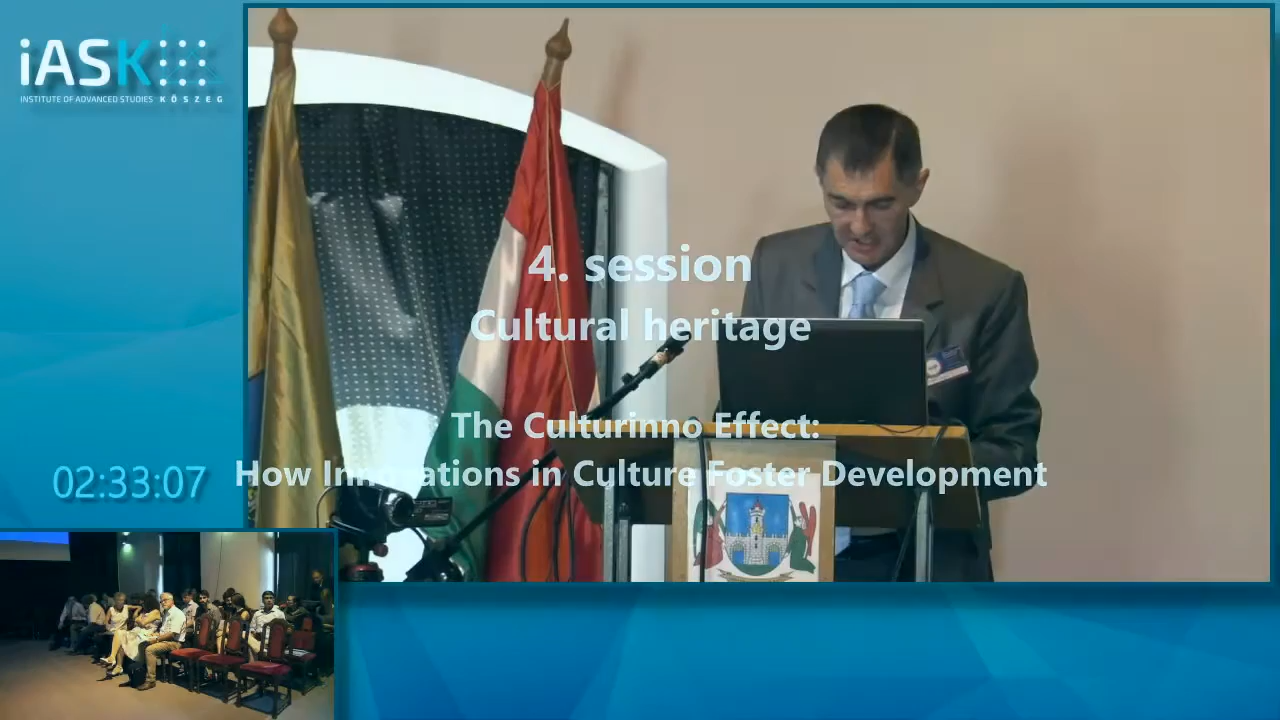 iASK
INSTITUTE OF ADVANCED STUDIES KŐSZEG
4. session
Cultural heritage
The Culturinno Effect:
How Innovations in Culture Foster Development
02:33:07